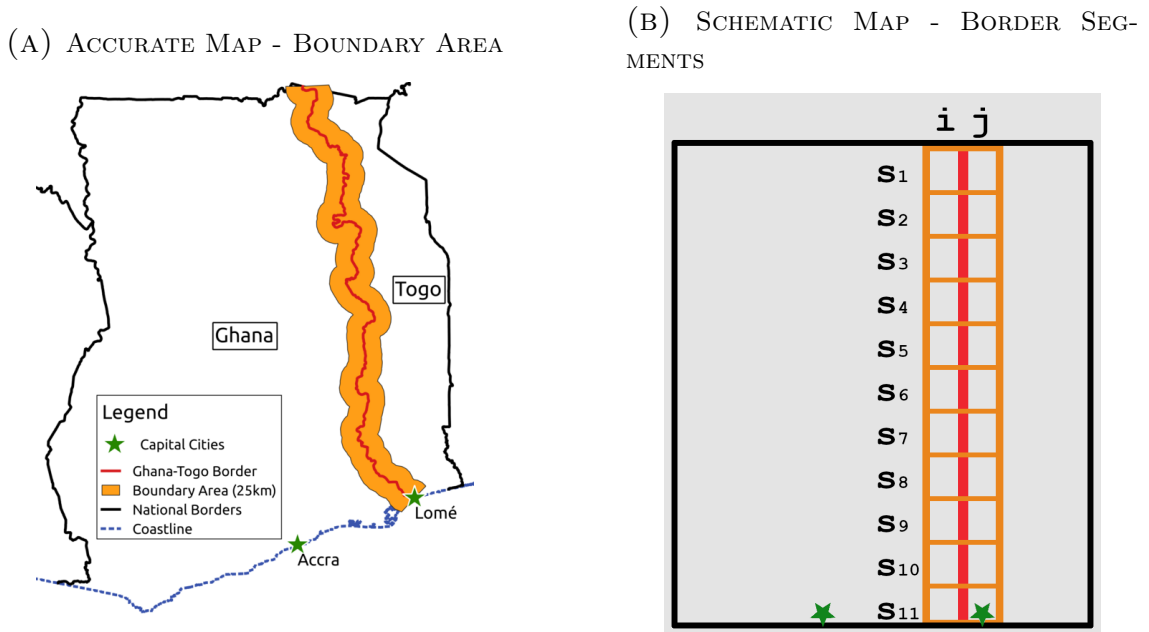 (A) Accurate Map - Boundary Area
Togo
Ghana
Legend
Capital Cities
Ghana-Togo Border
Boundary Area (25km)
National Borders
Coastline
Lomé
Accra
(B) Schematic Map - Border Seg-
ments
i j
S1
S2
S3
S4
S5
S6
S7
S8
S9
S10
S11